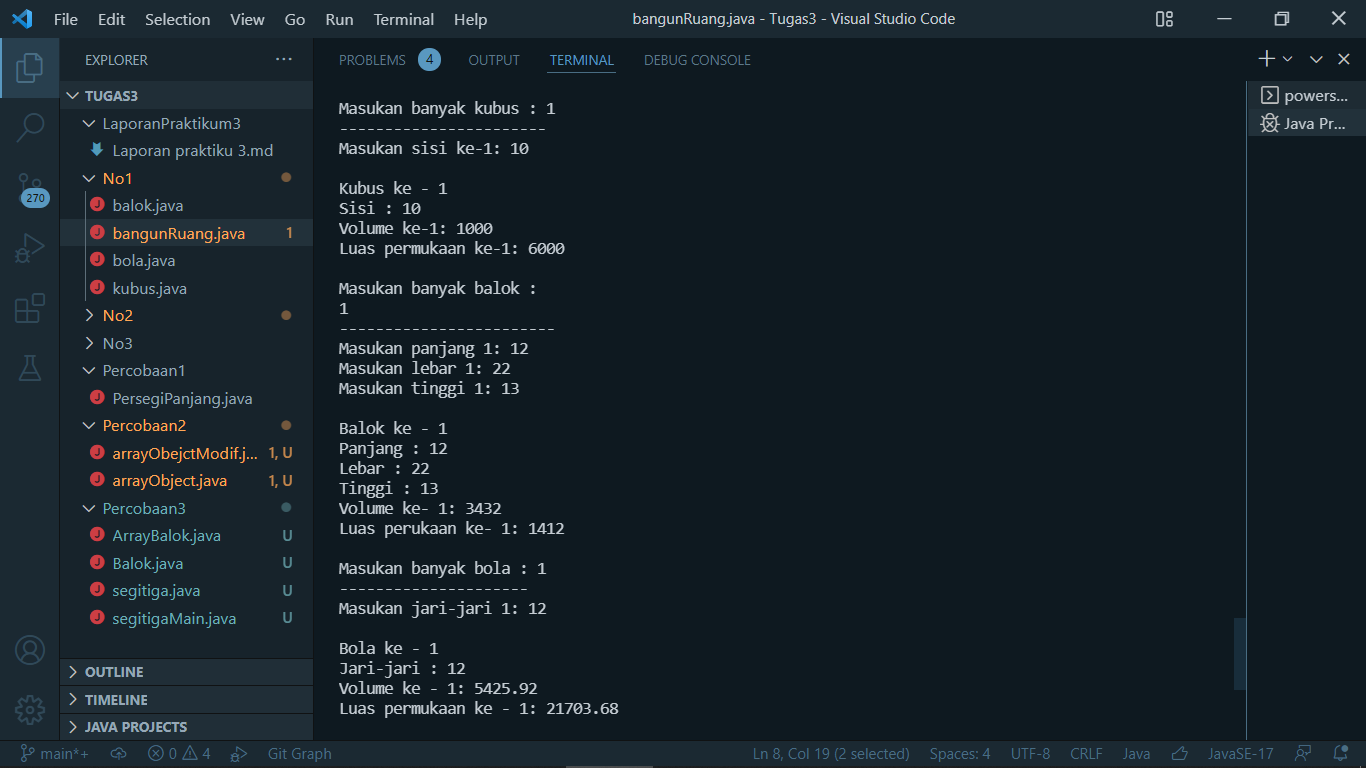 File Edit Selection View Go Run Terminal Help
bangunRuang.java - Tugas3 - Visual Studio Code
EXPLORER
TUGAS3
LaporanPraktikum3
Laporan praktiku 3.md
No1
balok.java
bangunRuang.java 1
bola.java
kubus.java
No2
No3
Percobaan1
PersegiPanjang.java
Percobaan2
arrayObejctModif.j... 1, U
arrayObject.java 1, U
Percobaan3
ArrayBalok.java U
Balok.java U
segitiga.java U
segitigaMain.java U
OUTLINE
TIMELINE
JAVA PROJECTS
270
PROBLEMS 4 OUTPUT TERMINAL DEBUG CONSOLE
Masukan banyak kubus : 1
-----------------------
Masukan sisi ke-1: 10
Kubus ke - 1
Sisi : 10
Volume ke-1: 1000
Luas permukaan ke-1: 6000
Masukan banyak balok :
1
------------------------
Masukan panjang 1: 12
Masukan lebar 1: 22
Masukan tinggi 1: 13
Balok ke - 1
Panjang : 12
Lebar : 22
Tinggi : 13
Volume ke- 1: 3432
Luas perukaan ke- 1: 1412
Masukan banyak bola : 1
---------------------
Masukan jari-jari 1: 12
Bola ke - 1
Jari-jari : 12
Volume ke - 1: 5425.92
Luas permukaan ke - 1: 21703.68
powers...
Java Pr...
main*+ 0 4 Git Graph
Ln 8, Col 19 (2 selected) Spaces: 4 UTF-8 CRLF Java JavaSE-17